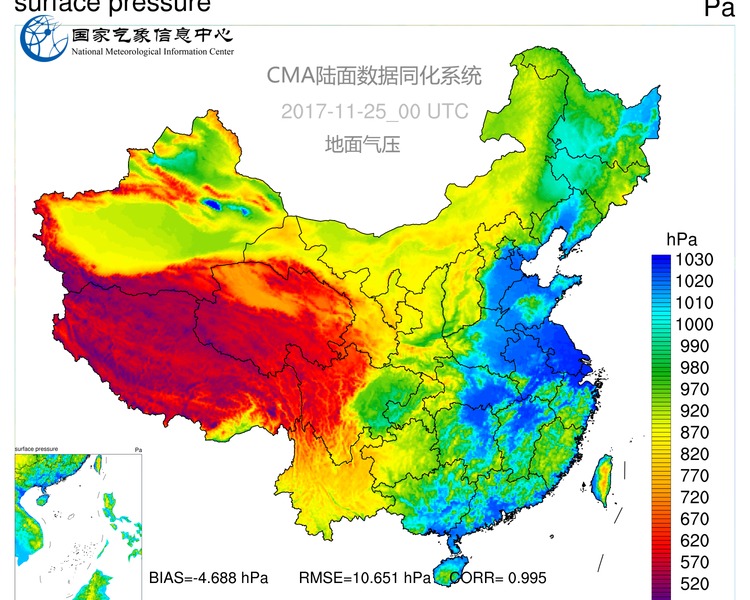 surface pressure
Pa
国家气象信息中心
National Meteorological Information Center
CMA陆面数据同化系统
2017-11-25_00 UTC
地面气压
hPa
1030
1020
1010
1000
990
980
970
920
870
820
770
720
670
620
570
520
surface pressure
Pa
BIAS=-4.688 hPa RMSE=10.651 hPa CORR= 0.995